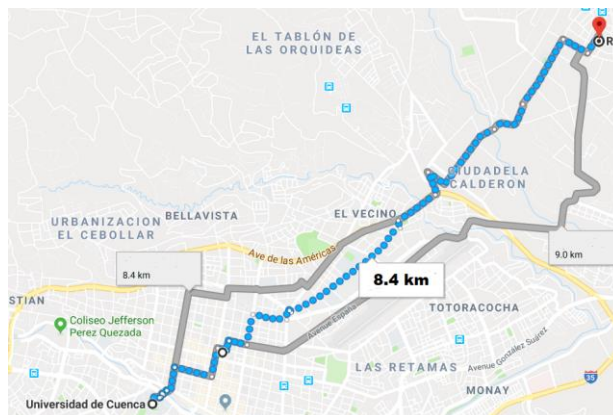 EL TABLÓN DE
LAS ORQUIDEAS
R
CIUDADELA
CALDERON
BELLAVISTA
EL VECINO
URBANIZACION
EL CEBOLLAR
Ave de las Américas
9.0 km
8.4 km
8.4 km
STIAN
TOTORACOCHA
Coliseo Jefferson
Perez Quezada
Avenue España
Avenue González Suárez
LAS RETAMAS
35
MONAY
Universidad de Cuenca